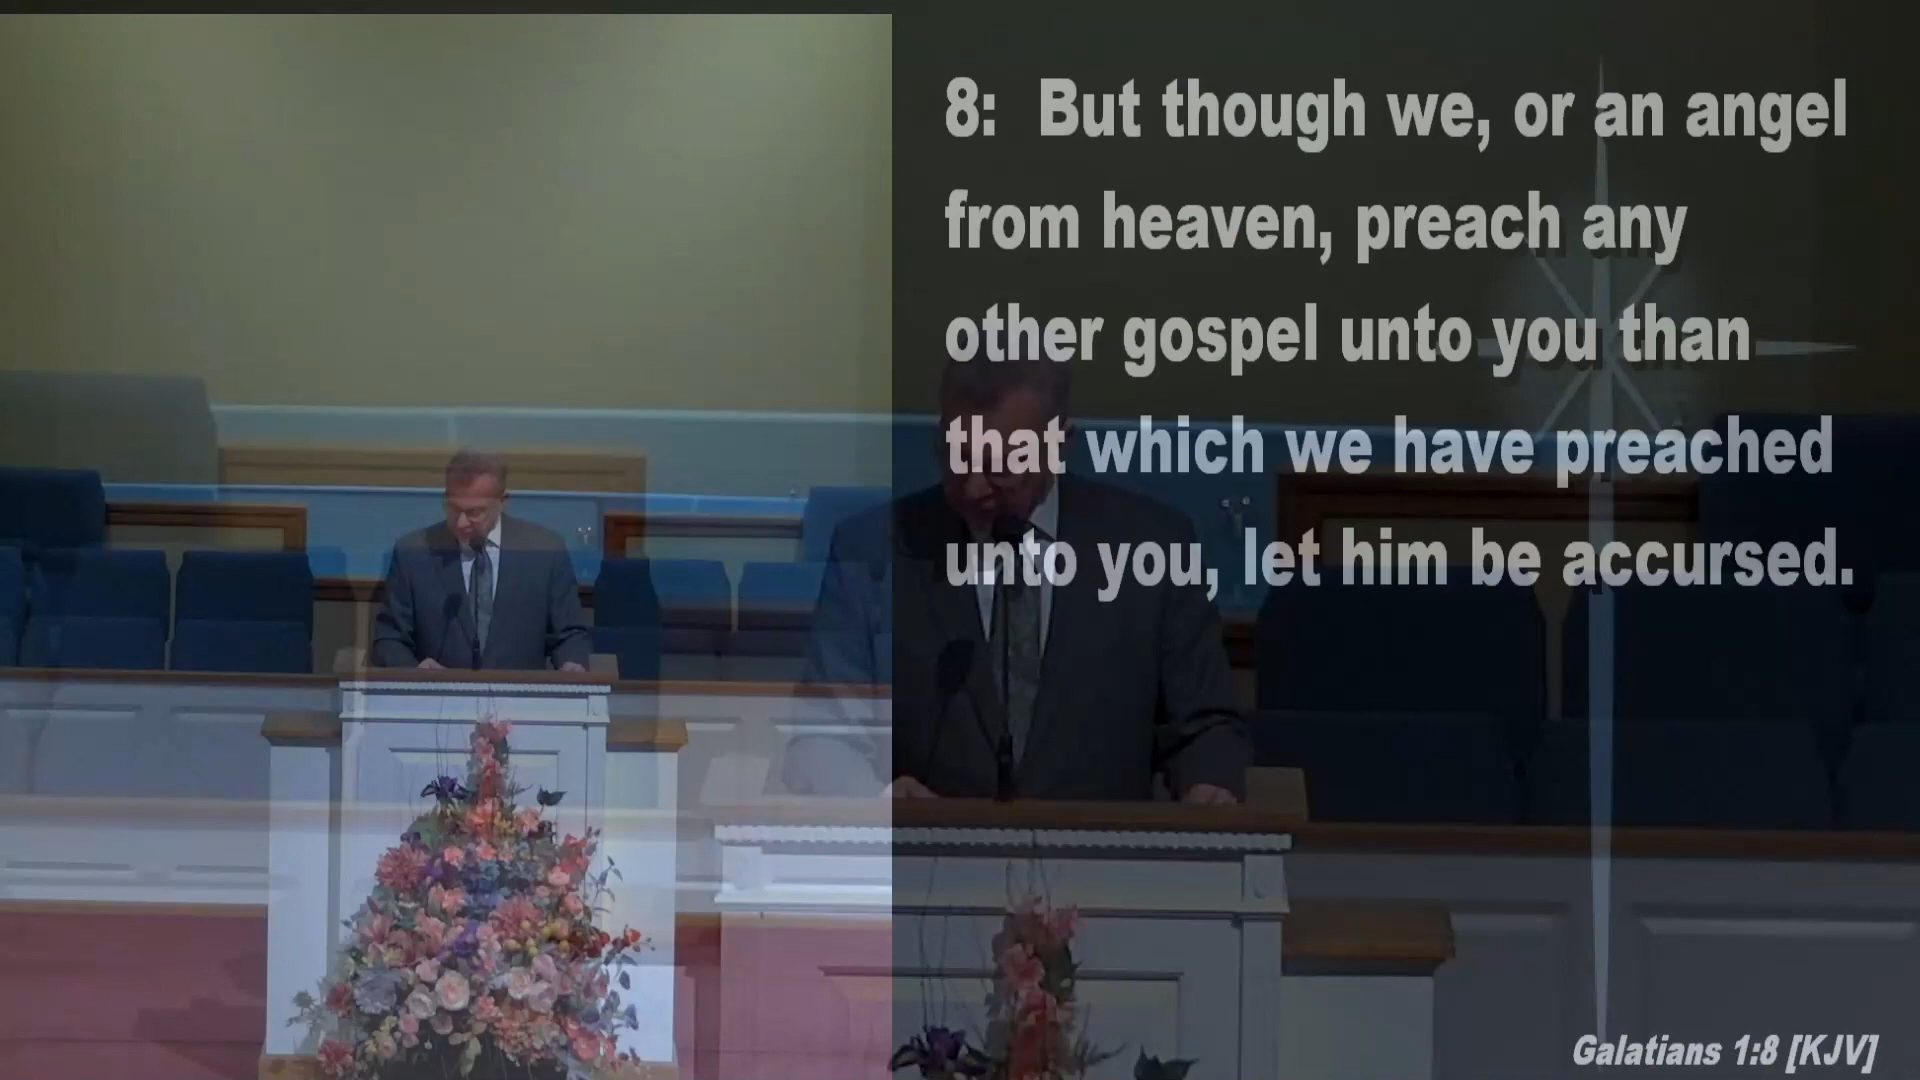 8: But though we, or an angel
from heaven, preach any
other gospel unto you than
that which we have preached
unto you, let him be accursed.
Galatians 1:8 [KJV]